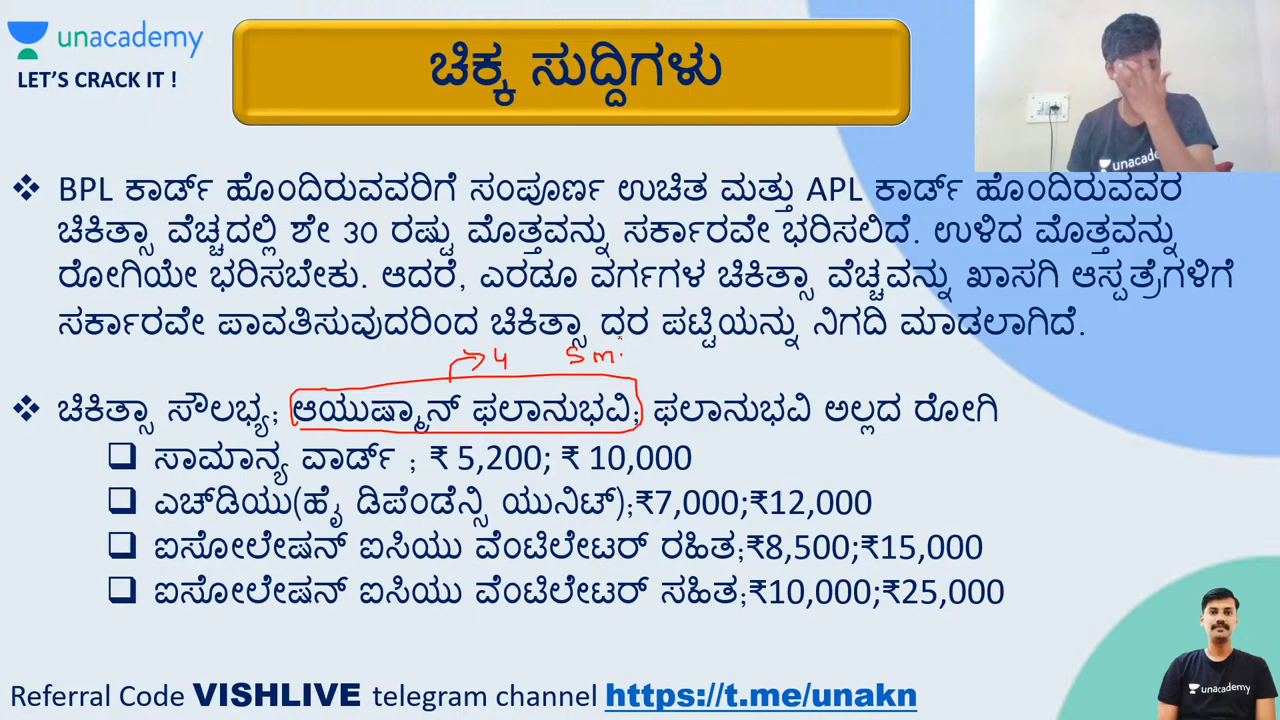 unacademy
LET'S CRACK IT !
ಚಿಕ್ಕ ಸುದ್ದಿಗಳು
unacademy
❖ BPL ಕಾರ್ಡ್ ಹೊಂದಿರುವವರಿಗೆ ಸಂಪೂರ್ಣ ಉಚಿತ ಮತ್ತು APL ಕಾರ್ಡ್ ಹೊಂದಿರುವವರ
ಚಿಕಿತ್ಸಾ ವೆಚ್ಚದಲ್ಲಿ ಶೇ 30 ರಷ್ಟು ಮೊತ್ತವನ್ನು ಸರ್ಕಾರವೇ ಭರಿಸಲಿದೆ. ಉಳಿದ ಮೊತ್ತವನ್ನು
ರೋಗಿಯೇ ಭರಿಸಬೇಕು. ಆದರೆ, ಎರಡೂ ವರ್ಗಗಳ ಚಿಕಿತ್ಸಾ ವೆಚ್ಚವನ್ನು ಖಾಸಗಿ ಆಸ್ಪತ್ರೆಗಳಿಗೆ
ಸರ್ಕಾರವೇ ಪಾವತಿಸುವುದರಿಂದ ಚಿಕಿತ್ಸಾ ದರ ಪಟ್ಟಿಯನ್ನು ನಿಗದಿ ಮಾಡಲಾಗಿದೆ.
4 Sm.
❖ ಚಿಕಿತ್ಸಾ ಸೌಲಭ್ಯ; ಆಯುಷ್ಮಾನ್ ಫಲಾನುಭವಿ; ಫಲಾನುಭವಿ ಅಲ್ಲದ ರೋಗಿ
❑ ಸಾಮಾನ್ಯ ವಾರ್ಡ್ ; ₹ 5,200; ₹ 10,000
❑ ಎಚ್‌ಡಿಯು(ಹೈ ಡಿಪೆಂಡೆನ್ಸಿ ಯುನಿಟ್);₹7,000;₹12,000
❑ ಐಸೋಲೇಷನ್ ಐಸಿಯು ವೆಂಟಿಲೇಟರ್ ರಹಿತ;₹8,500;₹15,000
❑ ಐಸೋಲೇಷನ್ ಐಸಿಯು ವೆಂಟಿಲೇಟರ್ ಸಹಿತ;₹10,000;₹25,000
unacademy
Referral Code VISHLIVE telegram channel https://t.me/unakn